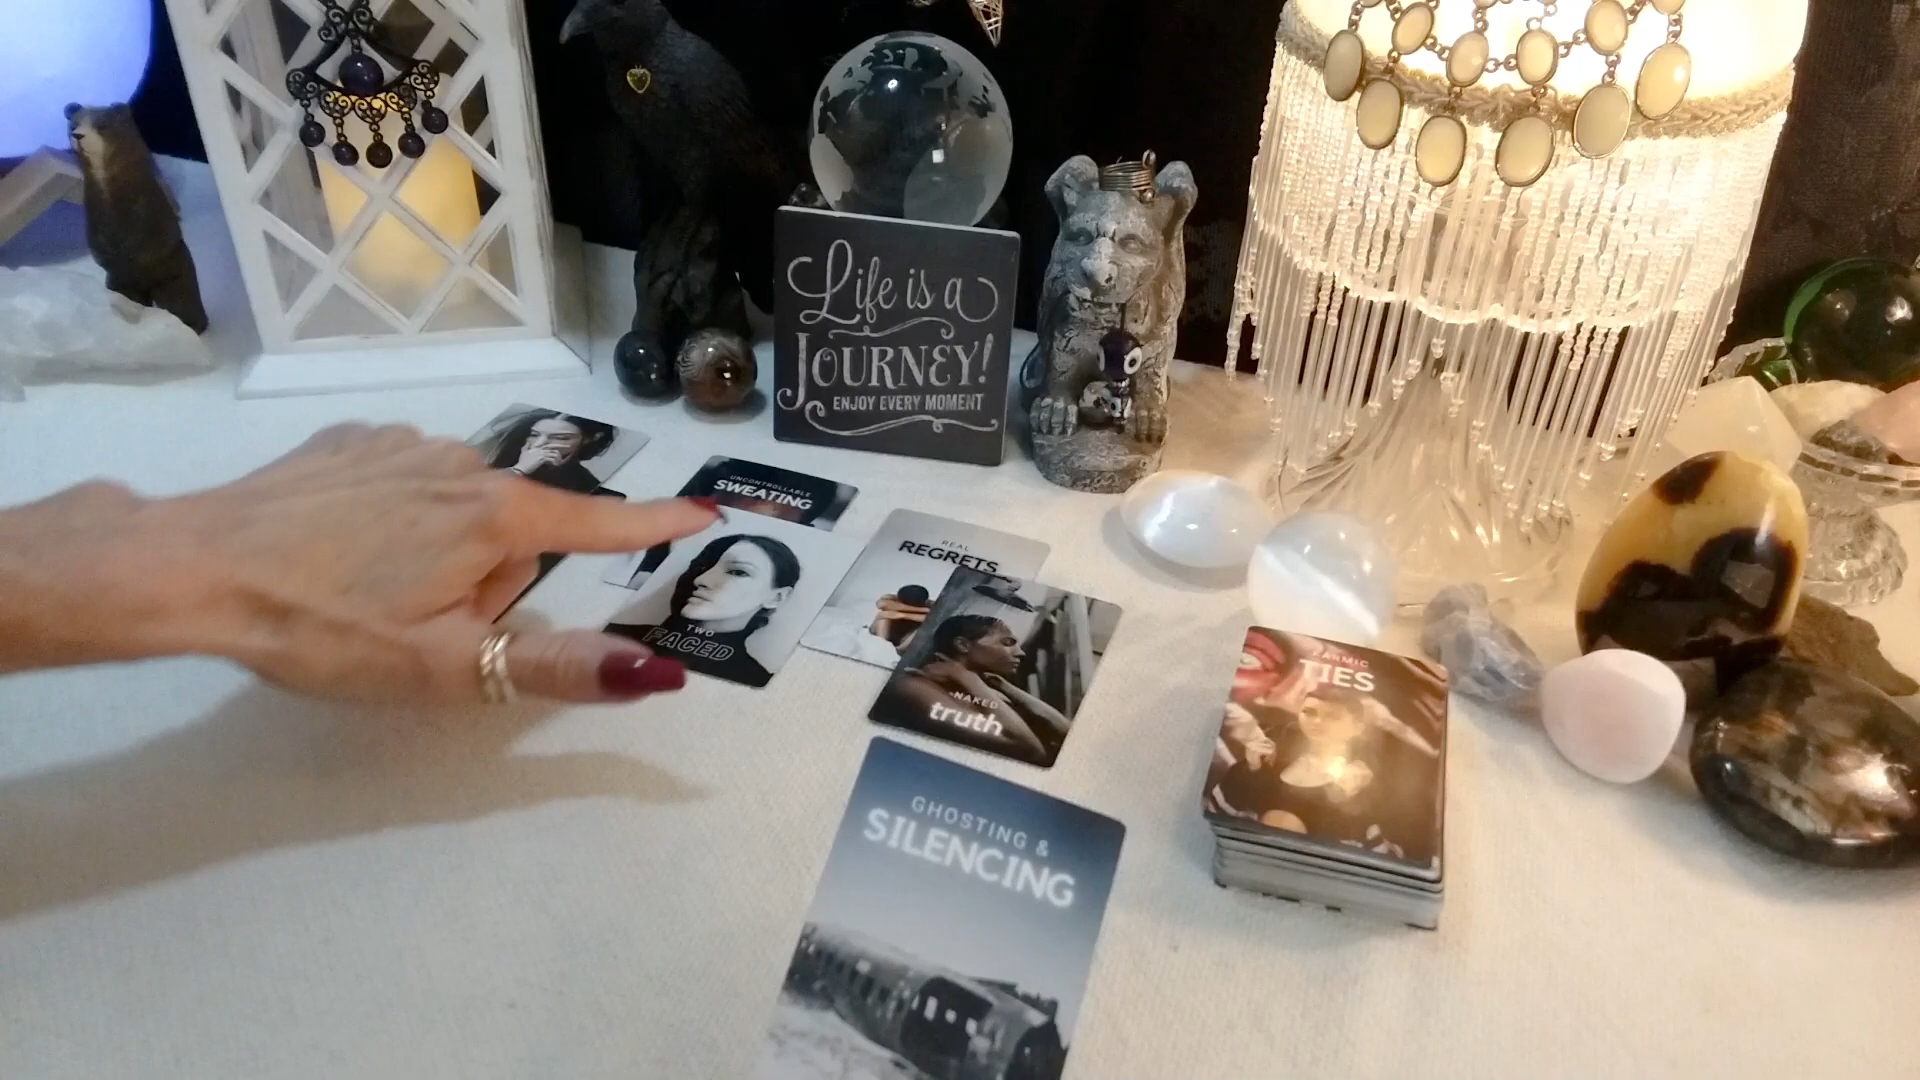 Life is a
JOURNEY!
ENJOY EVERY MOMENT
UNCONTROLLABLE
SWEATING
TWO
FACED
REAL
REGRETS
NAKED
truth
KARMIC
TIES
GHOSTING &
SILENCING